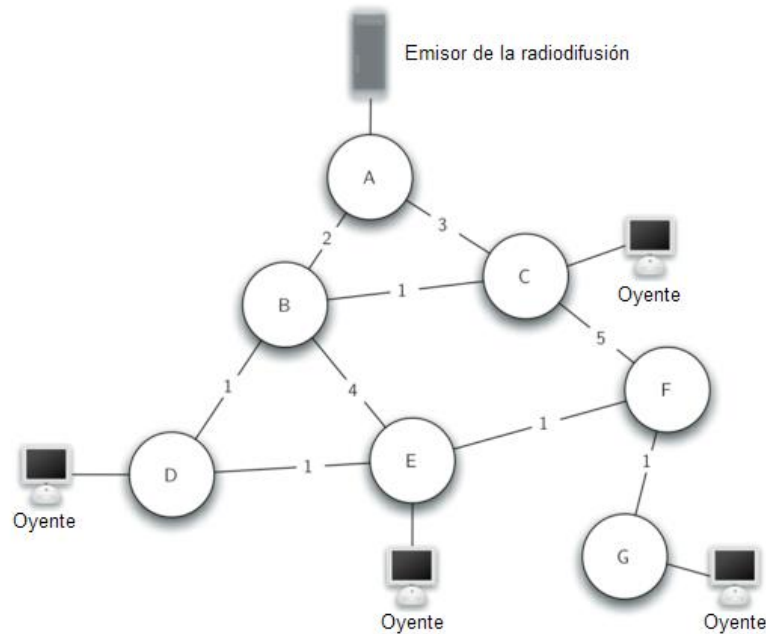 Emisor de la radiodifusión
A
2
3
C
Oyente
B
1
5
1
4
F
1
E
1
D
1
Oyente
G
Oyente
Oyente